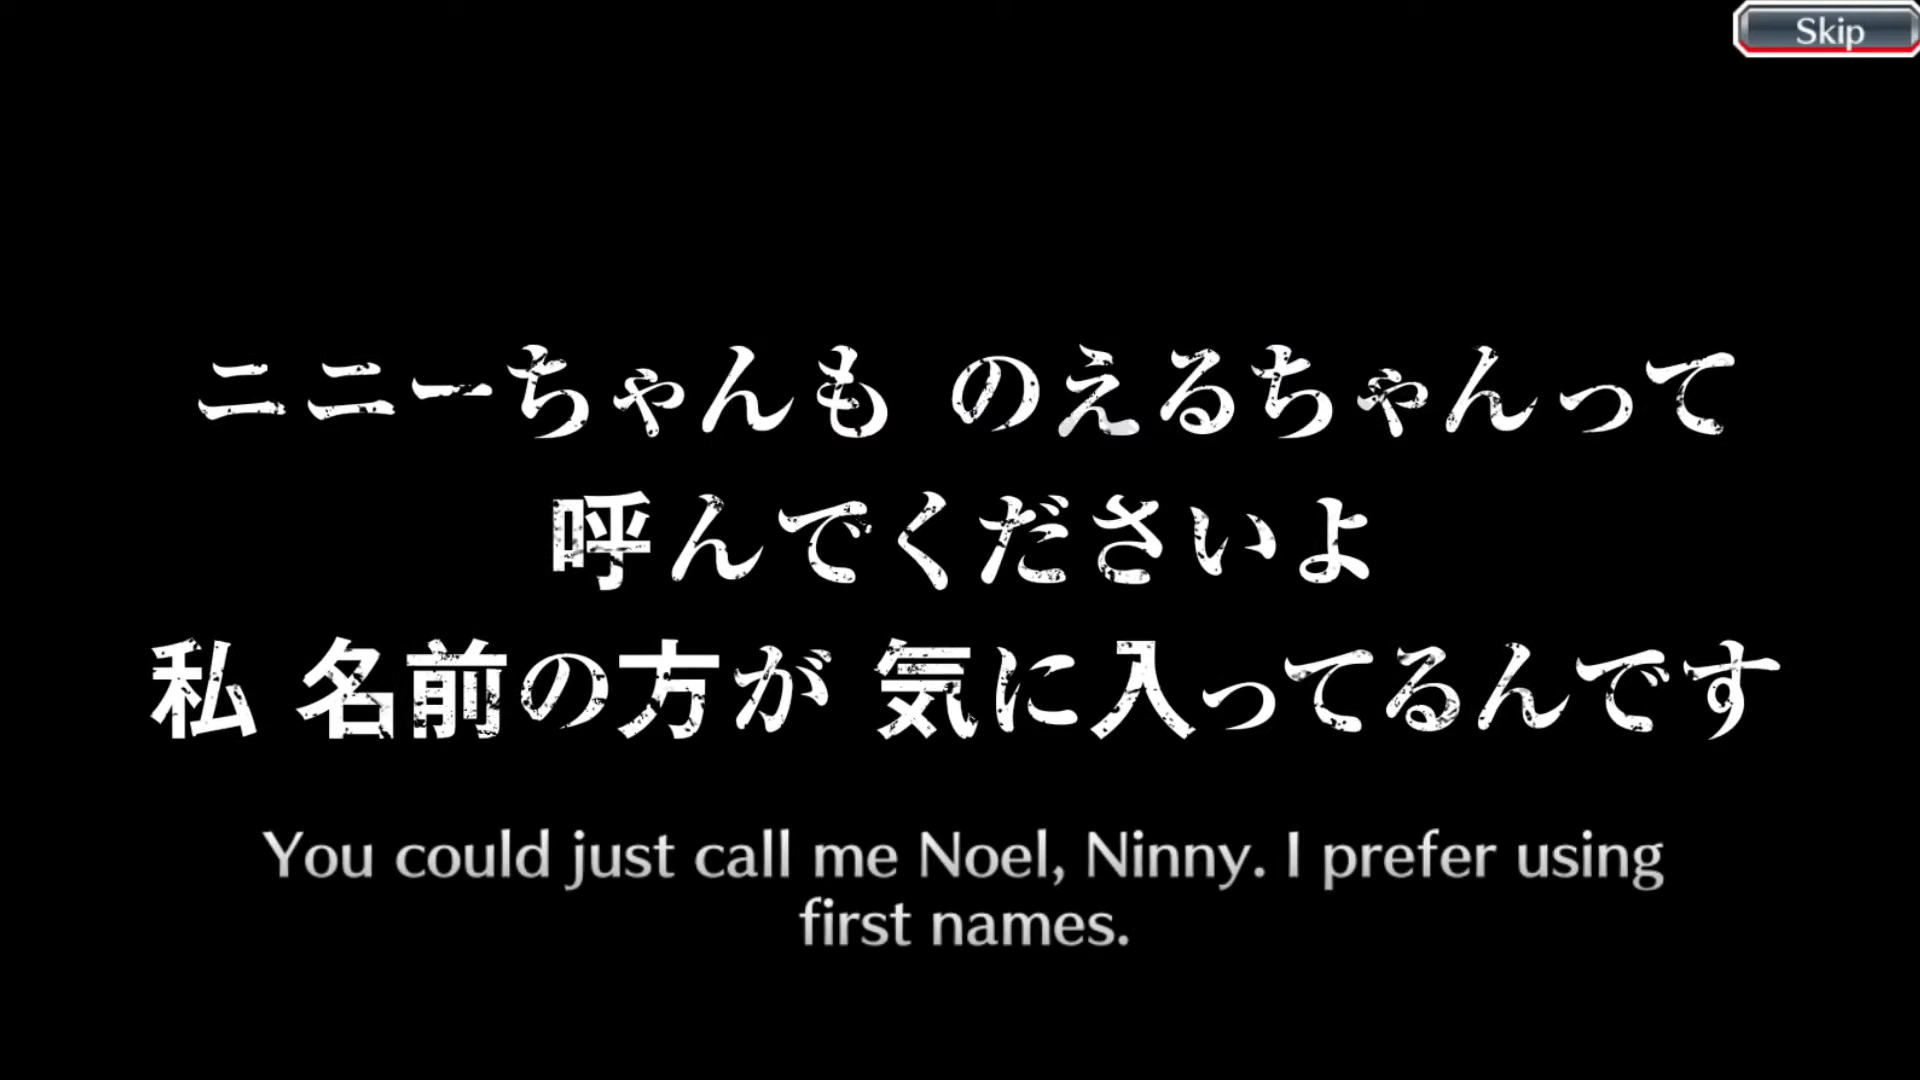 Skip
ニニーちゃんも のえるちゃんって
呼んでくださいよ
私 名前の方が 気に入ってるんです
You could just call me Noel, Ninny. I prefer using
first names.